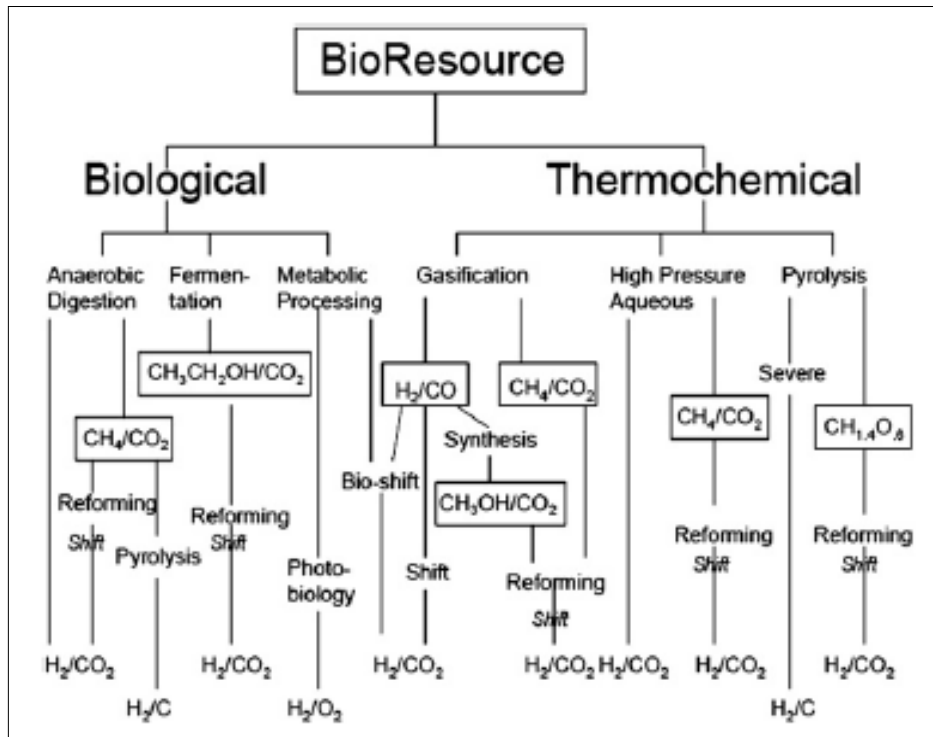 BioResource
Biological
Thermochemical
Anaerobic
Digestion
Fermen-
tation
Metabolic
Processing
Gasification
High Pressure
Aqueous
Pyrolysis
CH₃CH₂OH/CO₂
H₂/CO
CH₄/CO₂
Severe
CH₄/CO₂
CH₄/CO₂
CH₁.₄O.₆
Synthesis
Bio-shift
CH₃OH/CO₂
Reforming
Shift
Pyrolysis
Reforming
Shift
Photo-
biology
Shift
Reforming
Shift
Reforming
Shift
Reforming
Shift
H₂/CO₂
H₂/CO₂
H₂/CO₂
H₂/CO₂
H₂/CO₂
H₂/CO₂
H₂/CO₂
H₂/C
H₂/O₂
H₂/C